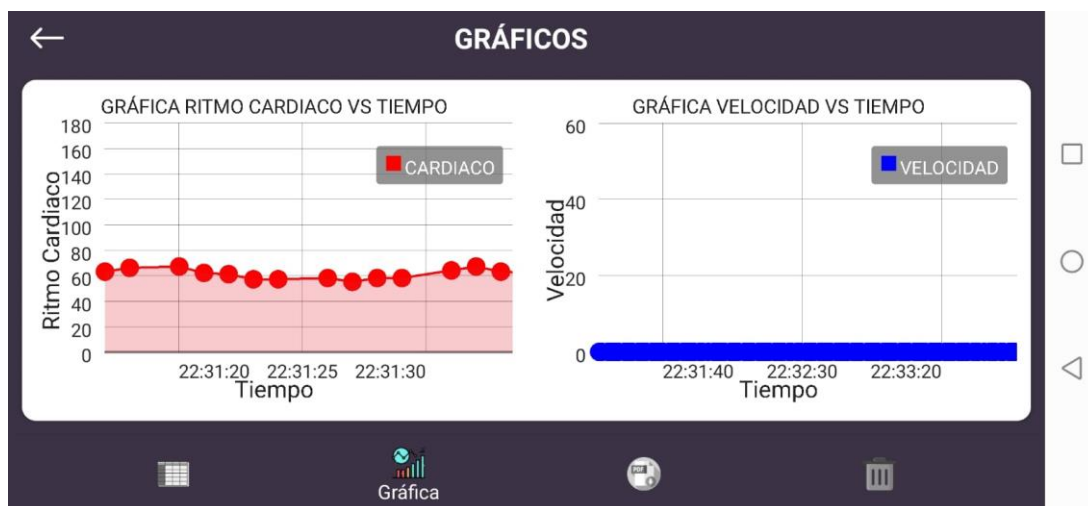 GRÁFICOS
GRÁFICA RITMO CARDIACO VS TIEMPO
180
160
140
120
100
80
60
40
20
0
Ritmo Cardiaco
CARDIACO
22:31:20 22:31:25 22:31:30
Tiempo
GRÁFICA VELOCIDAD VS TIEMPO
60
40
20
0
Velocidad
VELOCIDAD
22:31:40 22:32:30 22:33:20
Tiempo
Gráfica
PDF